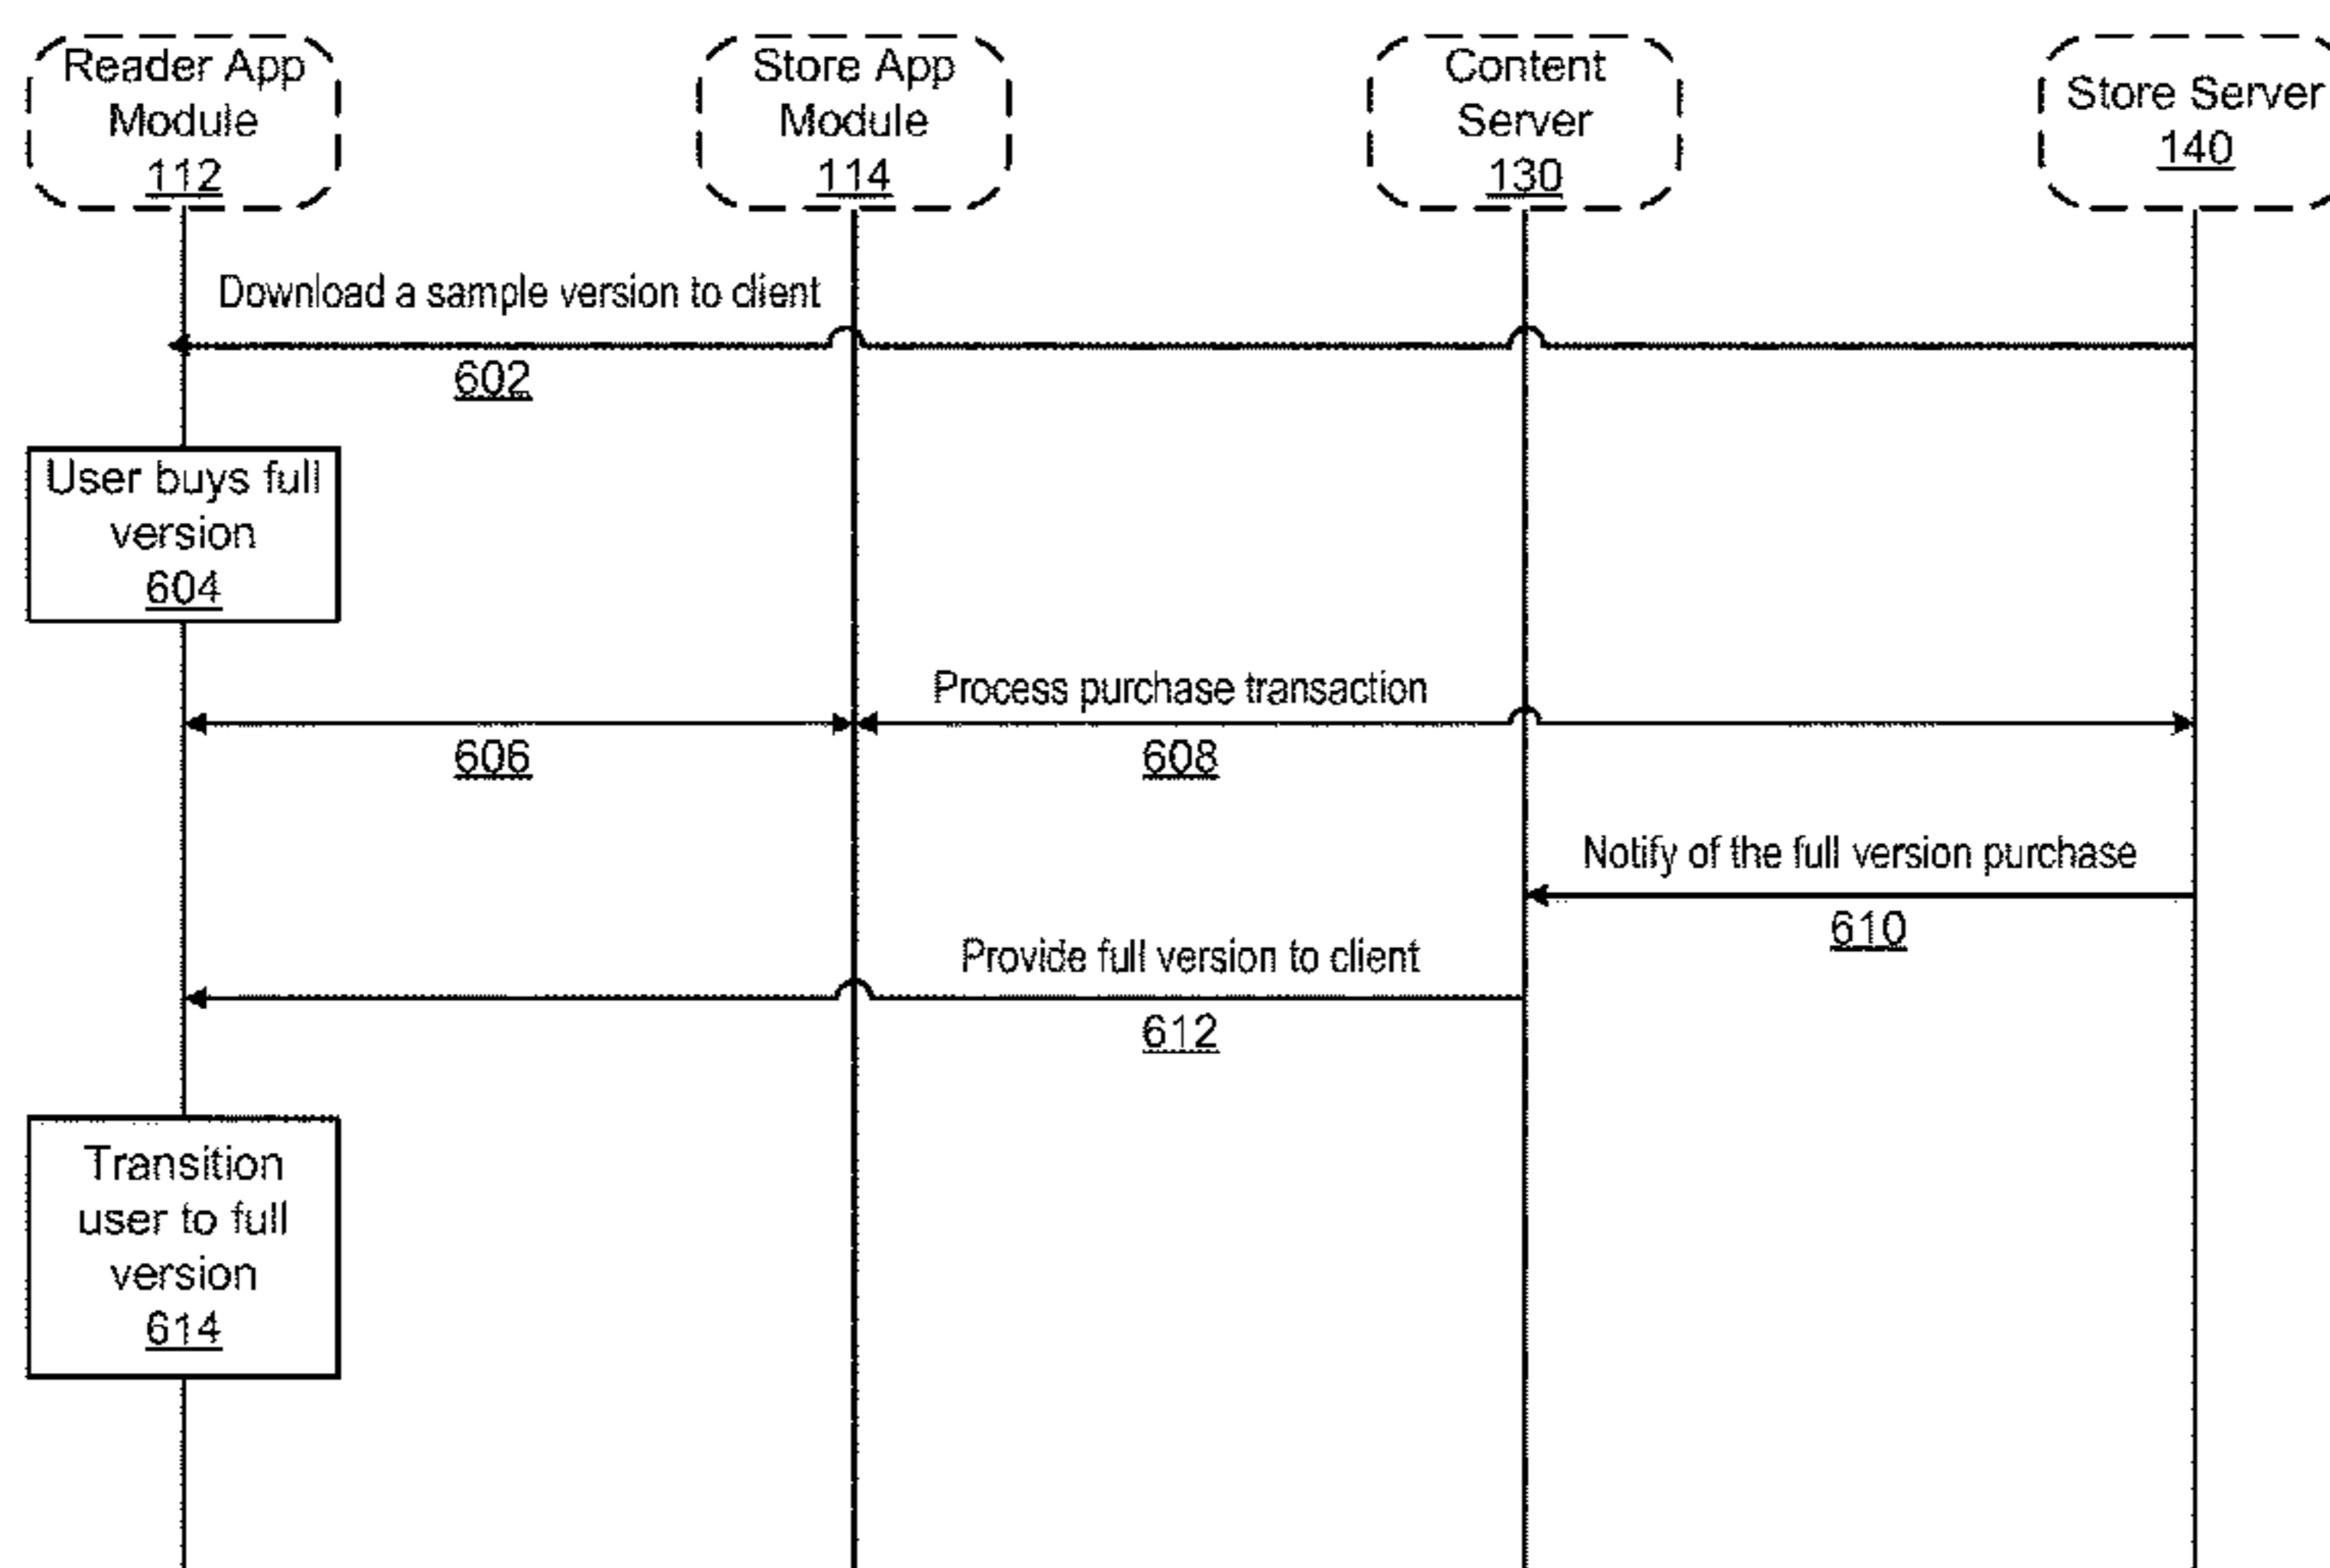 Reader App
Module
112
Store App
Module
114
Content
Server
130
Store Server
140
Download a sample version to client
602
User buys full
version
604
Process purchase transaction
606
608
Notify of the full version purchase
610
Provide full version to client
612
Transition
user to full
version
614